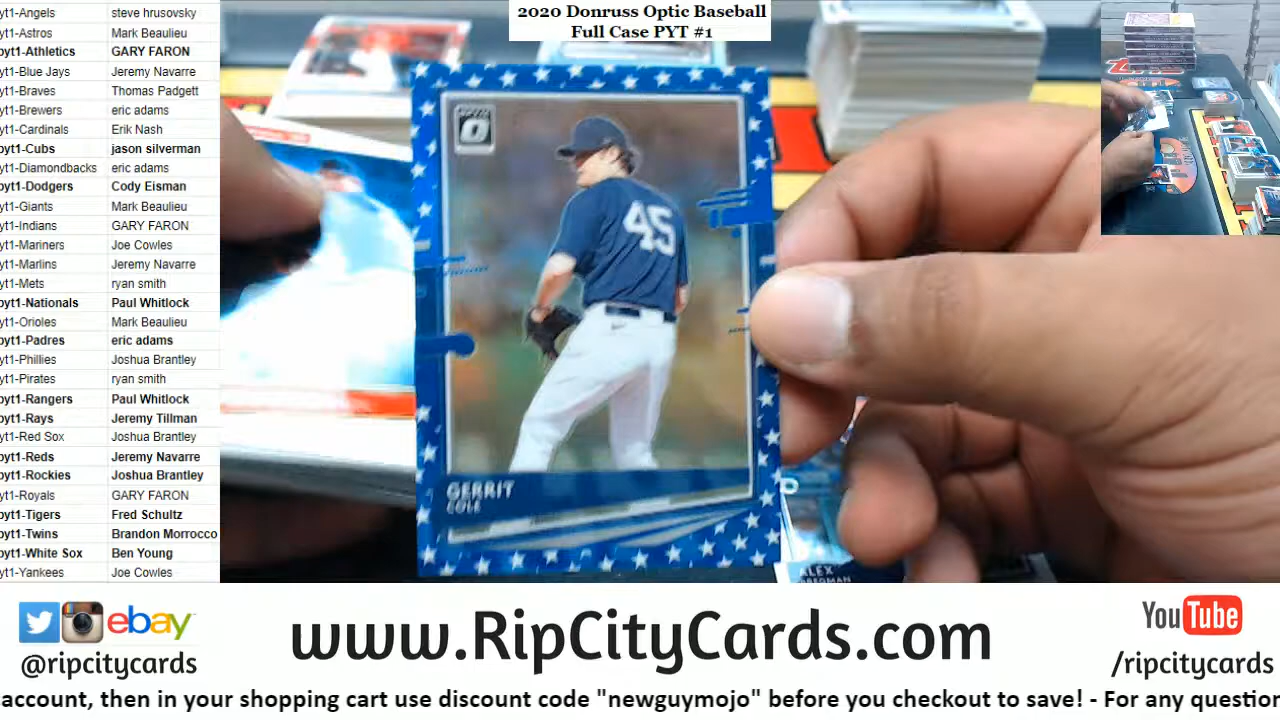 2020 Donruss Optic Baseball
Full Case PYT #1
yt1-Angels steve hrusovsky
yt1-Astros Mark Beaulieu
pyt1-Athletics GARY FARON
yt1-Blue Jays Jeremy Navarre
yt1-Braves Thomas Padgett
yt1-Brewers eric adams
yt1-Cardinals Erik Nash
pyt1-Cubs jason silverman
yt1-Diamondbacks eric adams
pyt1-Dodgers Cody Eisman
yt1-Giants Mark Beaulieu
yt1-Indians GARY FARON
yt1-Mariners Joe Cowles
yt1-Marlins Jeremy Navarre
yt1-Mets ryan smith
pyt1-Nationals Paul Whitlock
yt1-Orioles Mark Beaulieu
pyt1-Padres eric adams
yt1-Phillies Joshua Brantley
yt1-Pirates ryan smith
pyt1-Rangers Paul Whitlock
pyt1-Rays Jeremy Tillman
yt1-Red Sox Joshua Brantley
pyt1-Reds Jeremy Navarre
pyt1-Rockies Joshua Brantley
yt1-Royals GARY FARON
pyt1-Tigers Fred Schultz
pyt1-Twins Brandon Morrocco
pyt1-White Sox Ben Young
yt1-Yankees Joe Cowles
45
GERRIT
COLE
ALEX
BREGMAN
ebay
@ripcitycards
www.RipCityCards.com
YouTube
/ripcitycards
account, then in your shopping cart use discount code "newguymojo" before you checkout to save! - For any question